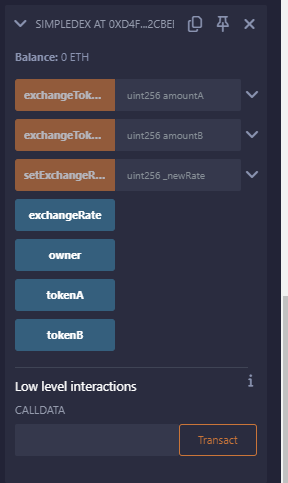 SIMPLEDEX AT 0XD4F...2CBEI
Balance: 0 ETH
exchangeTok... uint256 amountA
exchangeTok... uint256 amountB
setExchangeR... uint256 _newRate
exchangeRate
owner
tokenA
tokenB
Low level interactions
CALLDATA
Transact